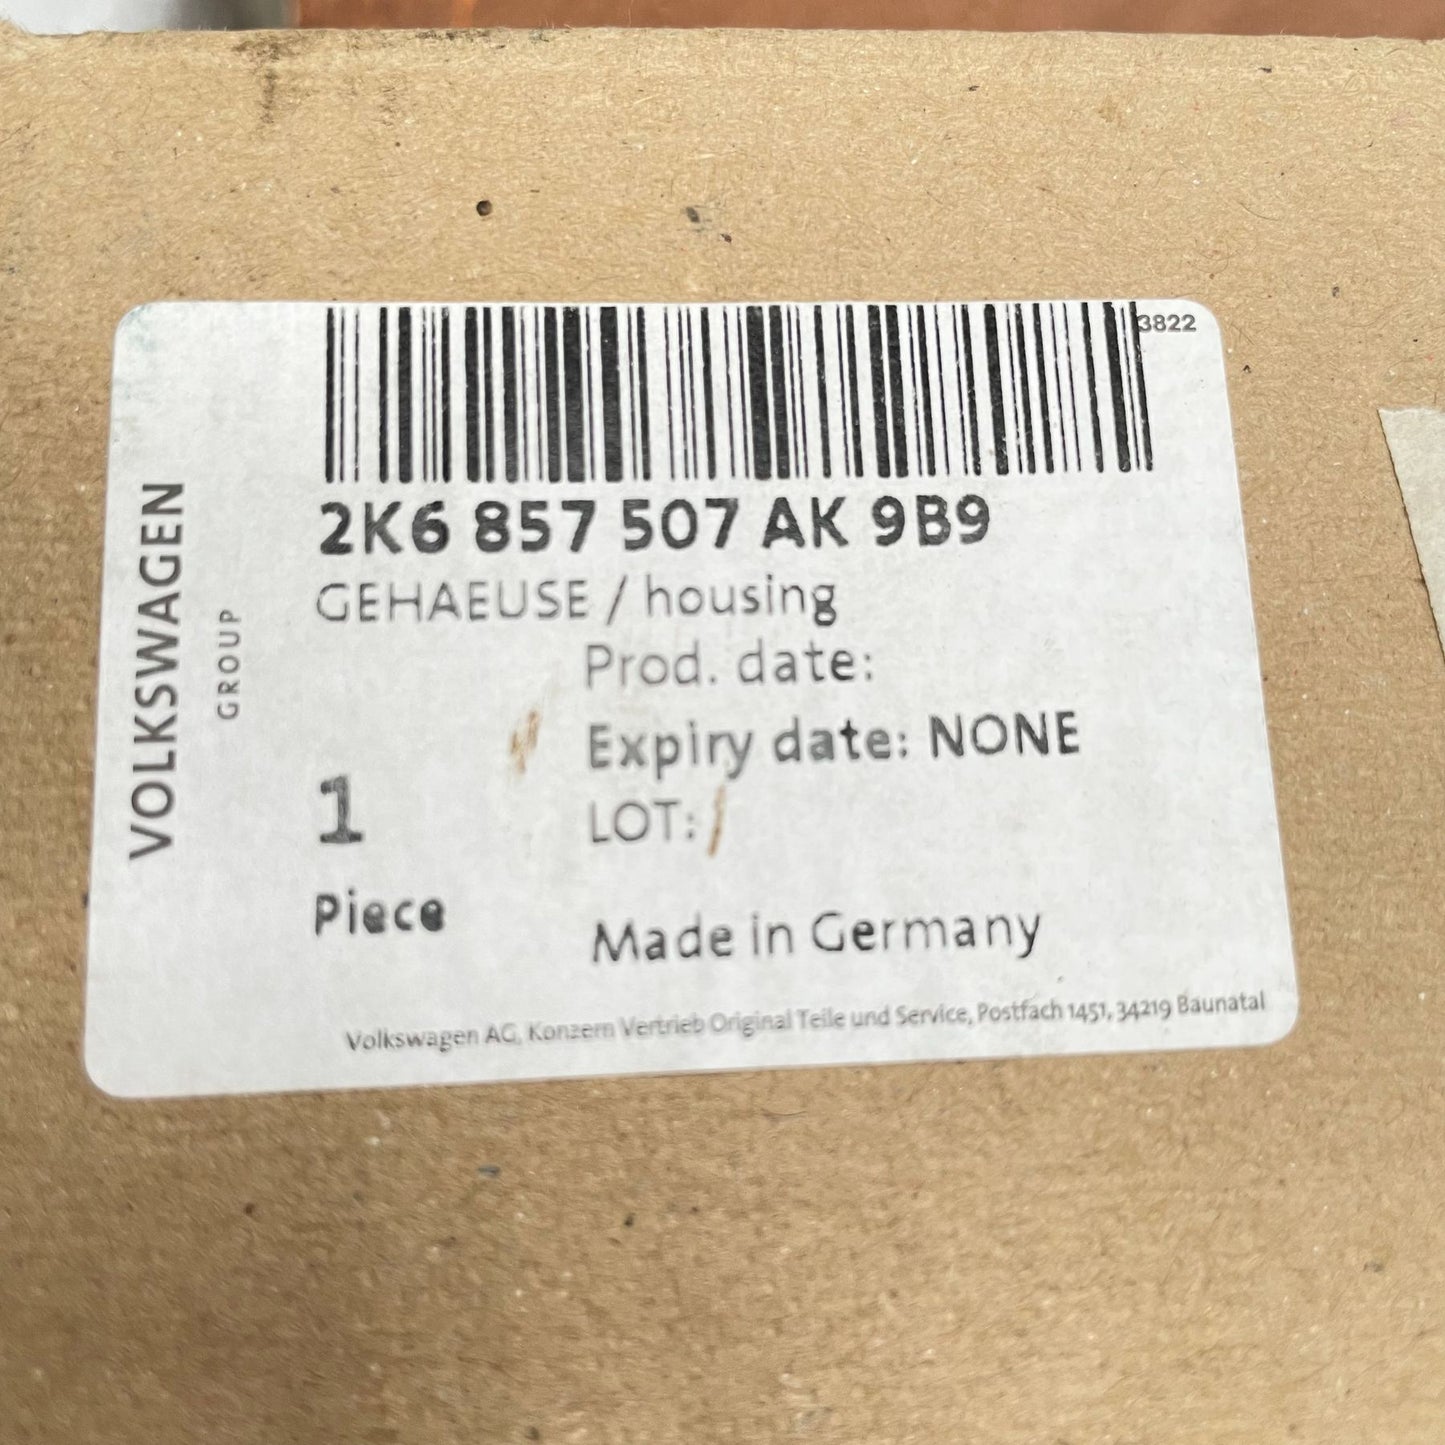 3822
2K6 857 507 AK 9B9
GEHAEUSE / housing
Prod. date:
Expiry date: NONE
LOT:
1
Piece
Made in Germany
Volkswagen AG, Konzern Vertrieb Original Teile und Service, Postfach 1451, 34219 Baunatal
VOLKSWAGEN
GROUP